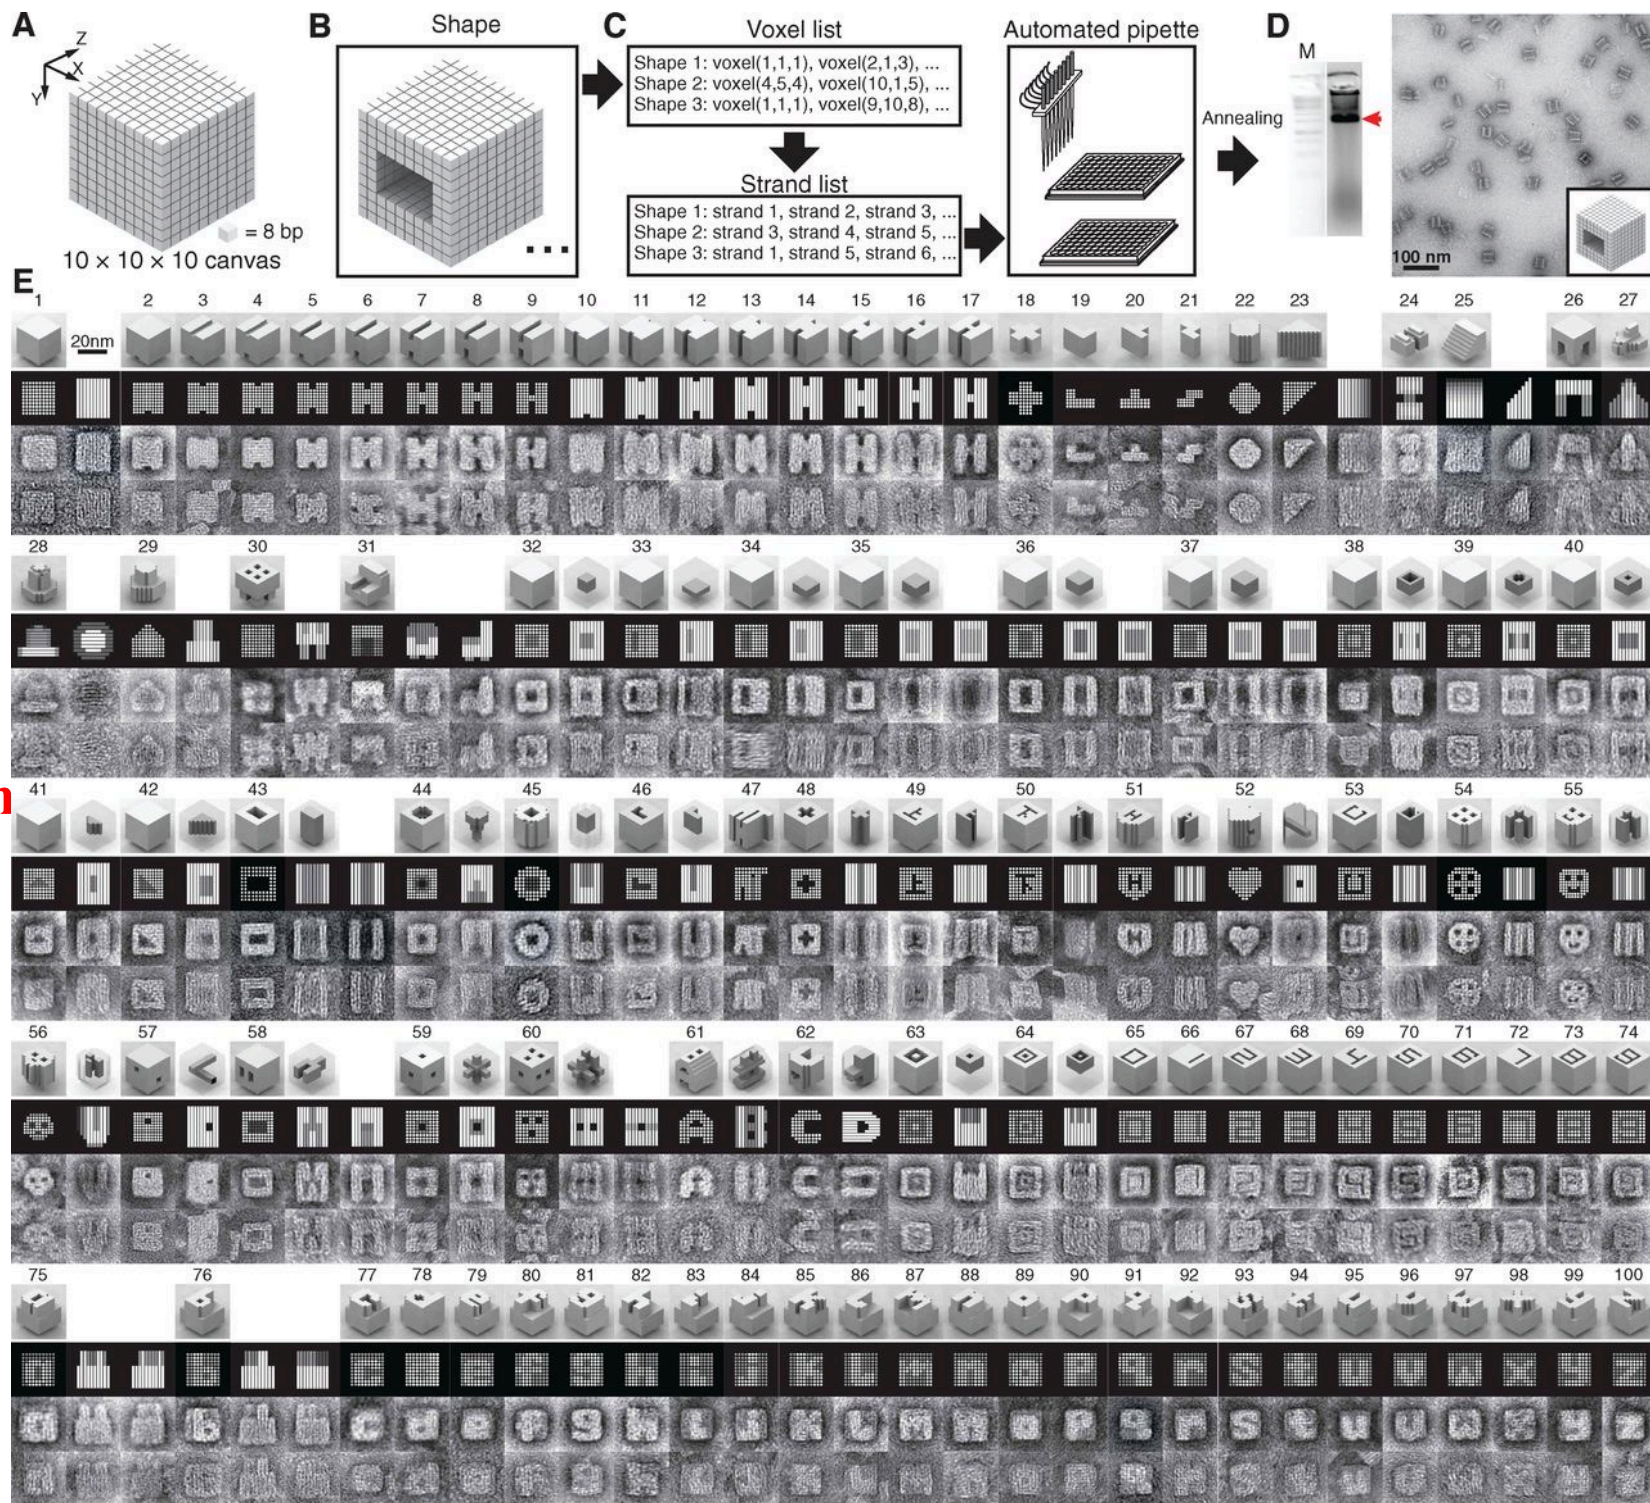 A
Z
X
Y
= 8 bp
10 × 10 × 10 canvas
B
Shape
...
C
Voxel list
Shape 1: voxel(1,1,1), voxel(2,1,3), ...
Shape 2: voxel(4,5,4), voxel(10,1,5), ...
Shape 3: voxel(1,1,1), voxel(9,10,8), ...
Strand list
Shape 1: strand 1, strand 2, strand 3, ...
Shape 2: strand 3, strand 4, strand 5, ...
Shape 3: strand 1, strand 5, strand 6, ...
Automated pipette
Annealing
D
M
100 nm
E
1 2 3 4 5 6 7 8 9 10 11 12 13 14 15 16 17 18 19 20 21 22 23 24 25 26 27
20nm
28 29 30 31 32 33 34 35 36 37 38 39 40
41 42 43 44 45 46 47 48 49 50 51 52 53 54 55
56 57 58 59 60 61 62 63 64 65 66 67 68 69 70 71 72 73 74
75 76 77 78 79 80 81 82 83 84 85 86 87 88 89 90 91 92 93 94 95 96 97 98 99 100